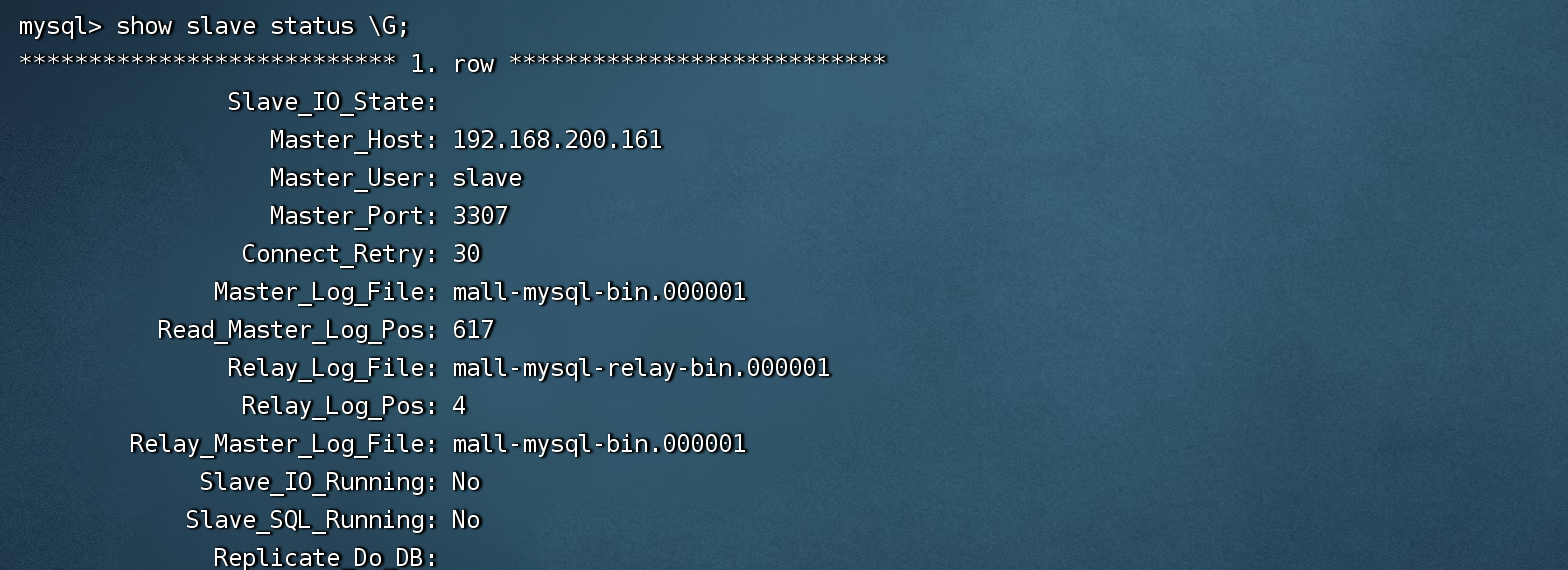 mysql> show slave status \G;
*************************** 1. row ***************************
Slave_IO_State:
Master_Host: 192.168.200.161
Master_User: slave
Master_Port: 3307
Connect_Retry: 30
Master_Log_File: mall-mysql-bin.000001
Read_Master_Log_Pos: 617
Relay_Log_File: mall-mysql-relay-bin.000001
Relay_Log_Pos: 4
Relay_Master_Log_File: mall-mysql-bin.000001
Slave_IO_Running: No
Slave_SQL_Running: No
Replicate_Do_DB: